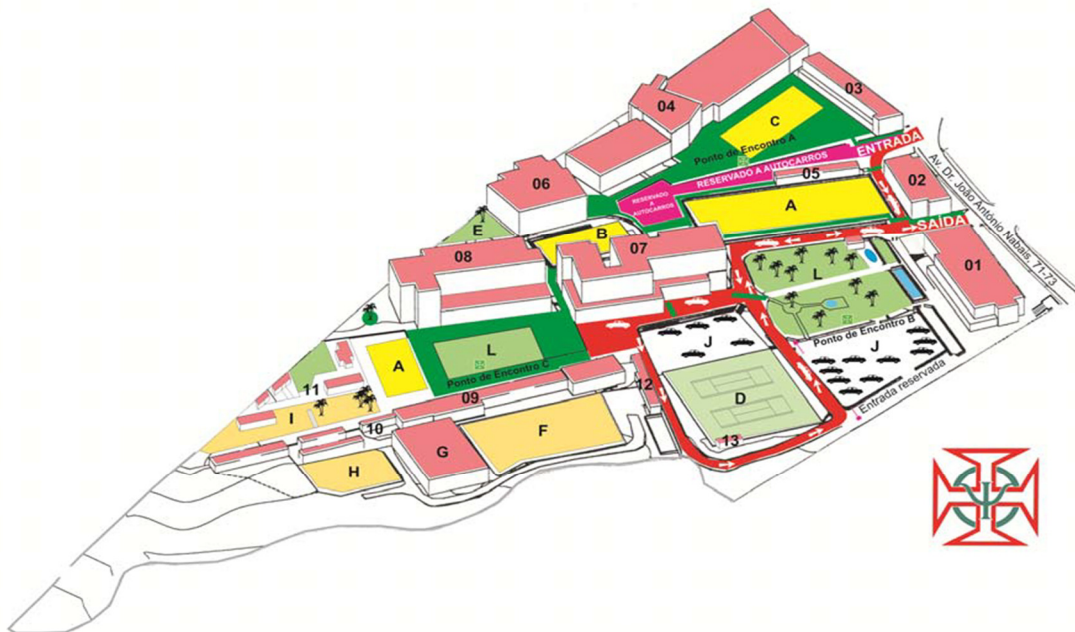 03
04
C
Ponto de Encontro A
ENTRADA
RESERVADO A AUTOCARROS
05
02
06
RESERVADO
A
AUTOCARROS
A
Av. Dr. João António Nabais, 71-73
SAÍDA
E
B
07
08
L
01
J
Ponto de Encontro B
J
L
A
Ponto de Encontro C
Entrada reservada
11
12
09
D
I
10
F
13
G
H